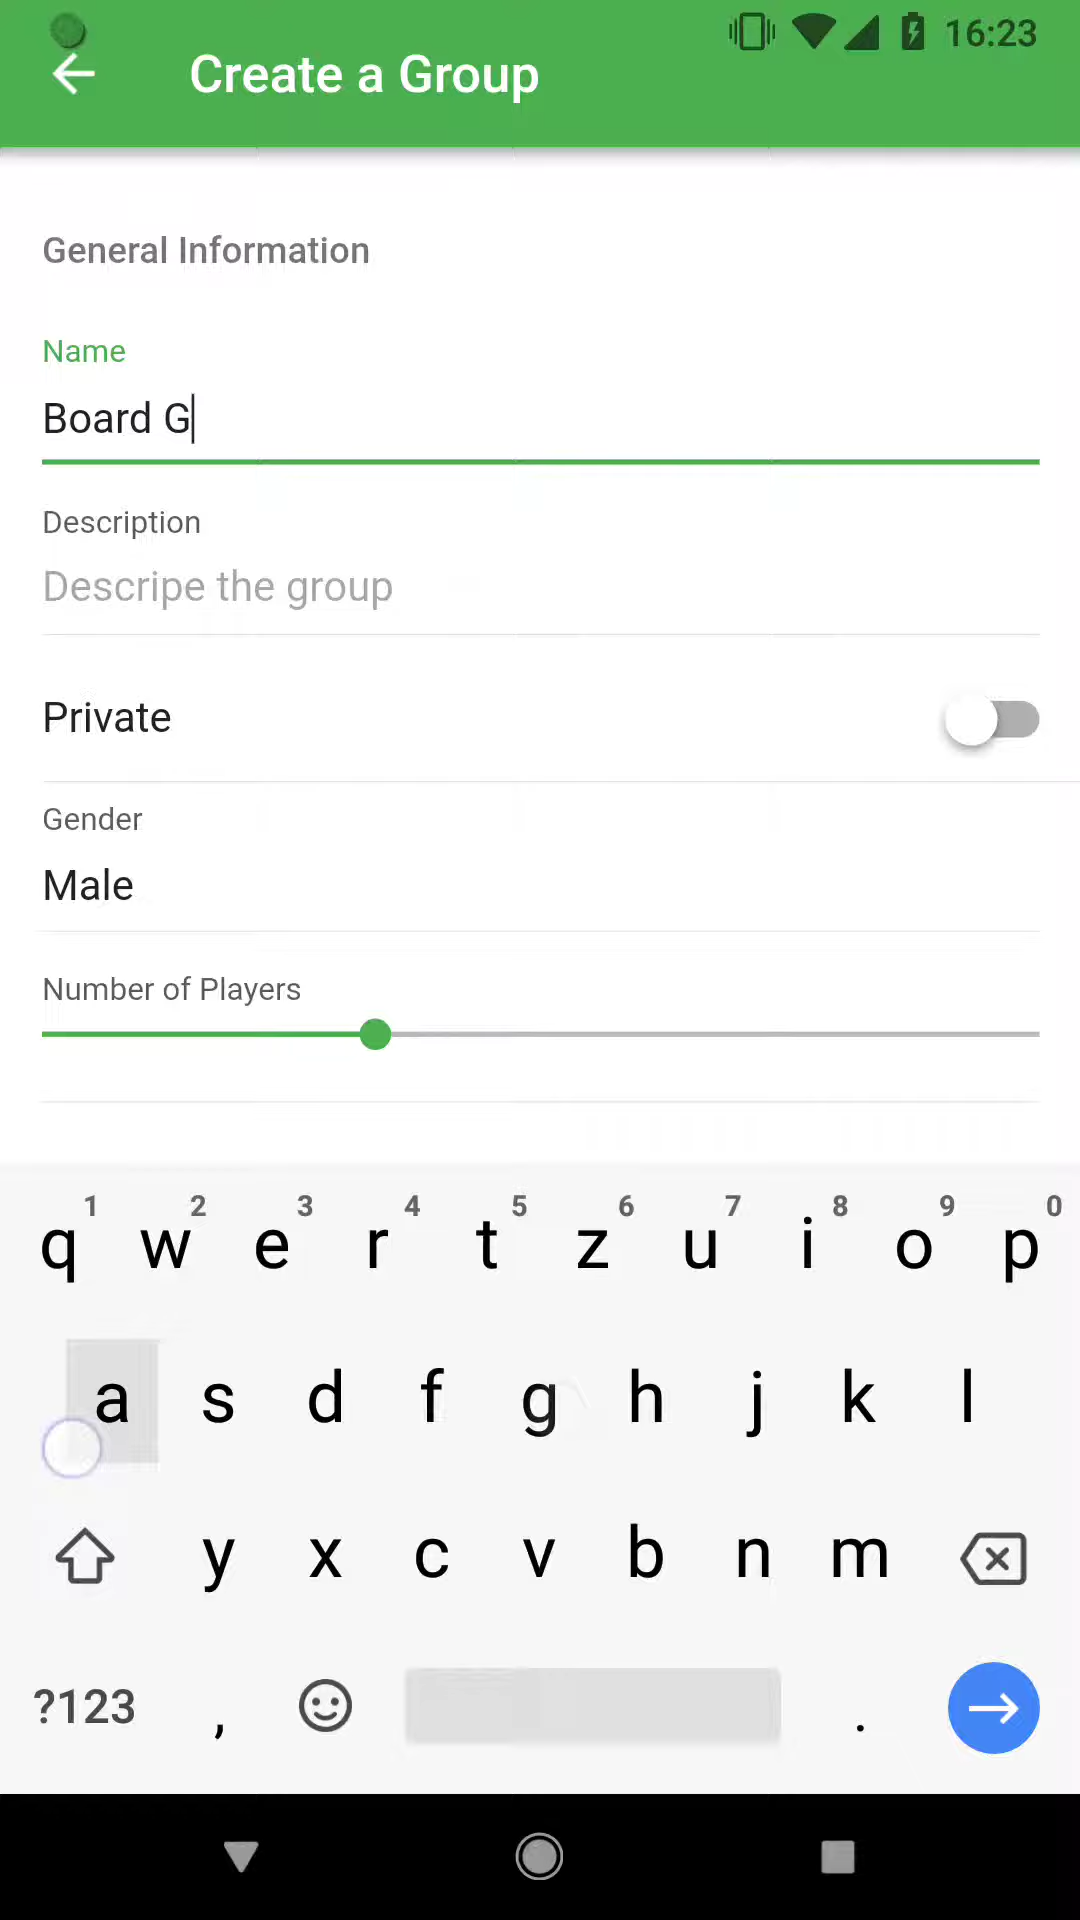 16:23
Create a Group
General Information
Name
Board G
Description
Descripe the group
Private
Gender
Male
Number of Players
1 2 3 4 5 6 7 8 9 0
q w e r t z u i o p
a s d f g h j k l
y x c v b n m
?123 , .